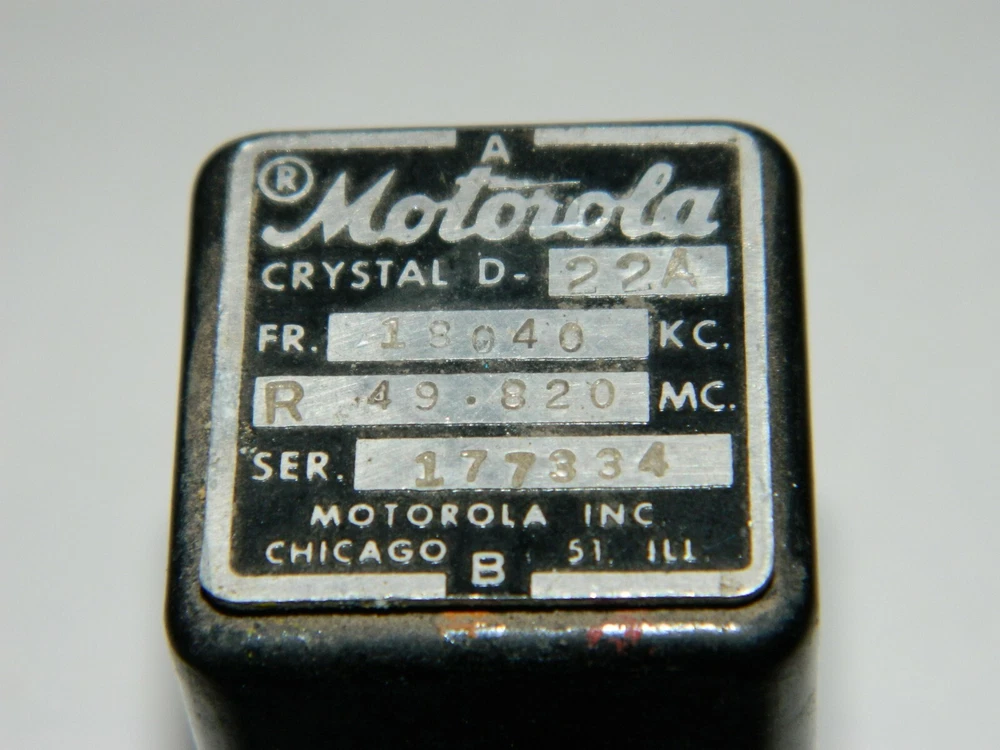 A
® Motorola
CRYSTAL D- 22A
FR. 18040 KC.
R 49.820 MC.
SER. 177334
MOTOROLA INC
CHICAGO 51. ILL.
B